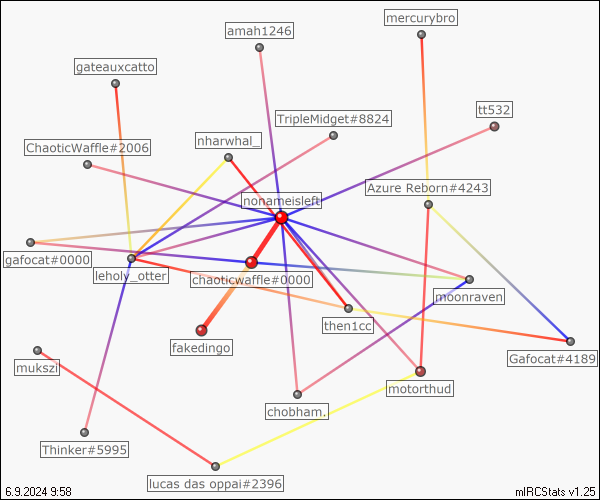 mercurybro
amah1246
gateauxcatto
tt532
TripleMidget#8824
nharwhal_
ChaoticWaffle#2006
Azure Reborn#4243
nonameisleft
gafocat#0000
leholy_otter
chaoticwaffle#0000
moonraven
then1cc
fakedingo
Gafocat#4189
mukszi
motorthud
chobham.
Thinker#5995
lucas das oppai#2396
6.9.2024 9:58
mIRCStats v1.25